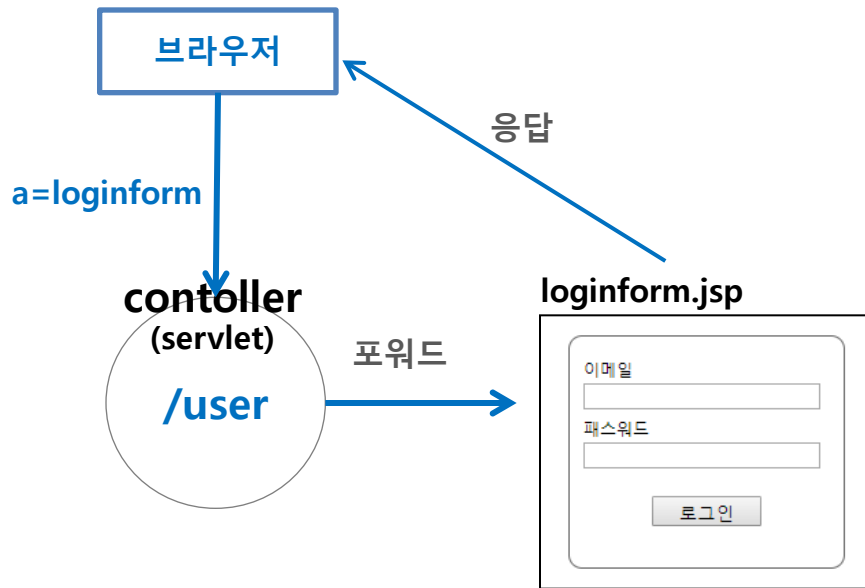 브라우저
응답
a=loginform
contoller
(servlet)
/user
포워드
loginform.jsp
이메일
패스워드
로그인